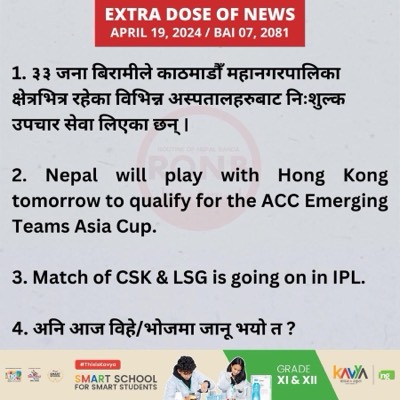 EXTRA DOSE OF NEWS
APRIL 19, 2024 / BAI 07, 2081
1. ३३ जना बिरामीले काठमाडौँ महानगरपालिका
क्षेत्रभित्र रहेका विभिन्न अस्पतालहरुबाट निःशुल्क
उपचार सेवा लिएका छन् ।
2. Nepal will play with Hong Kong
tomorrow to qualify for the ACC Emerging
Teams Asia Cup.
3. Match of CSK & LSG is going on in IPL.
4. अनि आज विहे/भोजमा जानू भयो त ?
SMART SCHOOL
FOR SMART STUDENTS
GRADE
XI & XII